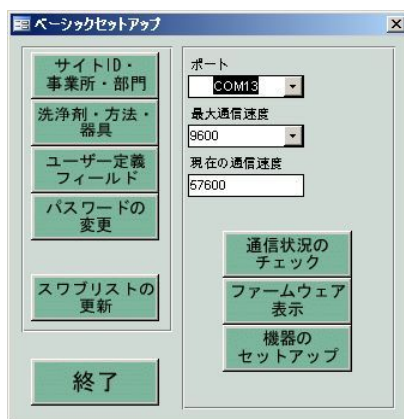 ベーシックセットアップ
サイトID・
事業所・部門
洗浄剤・方法・
器具
ユーザー定義
フィールド
パスワードの
変更
スワブリストの
更新
終了
ポート
COM13
最大通信速度
9600
現在の通信速度
57600
通信状況の
チェック
ファームウェア
表示
機器の
セットアップ